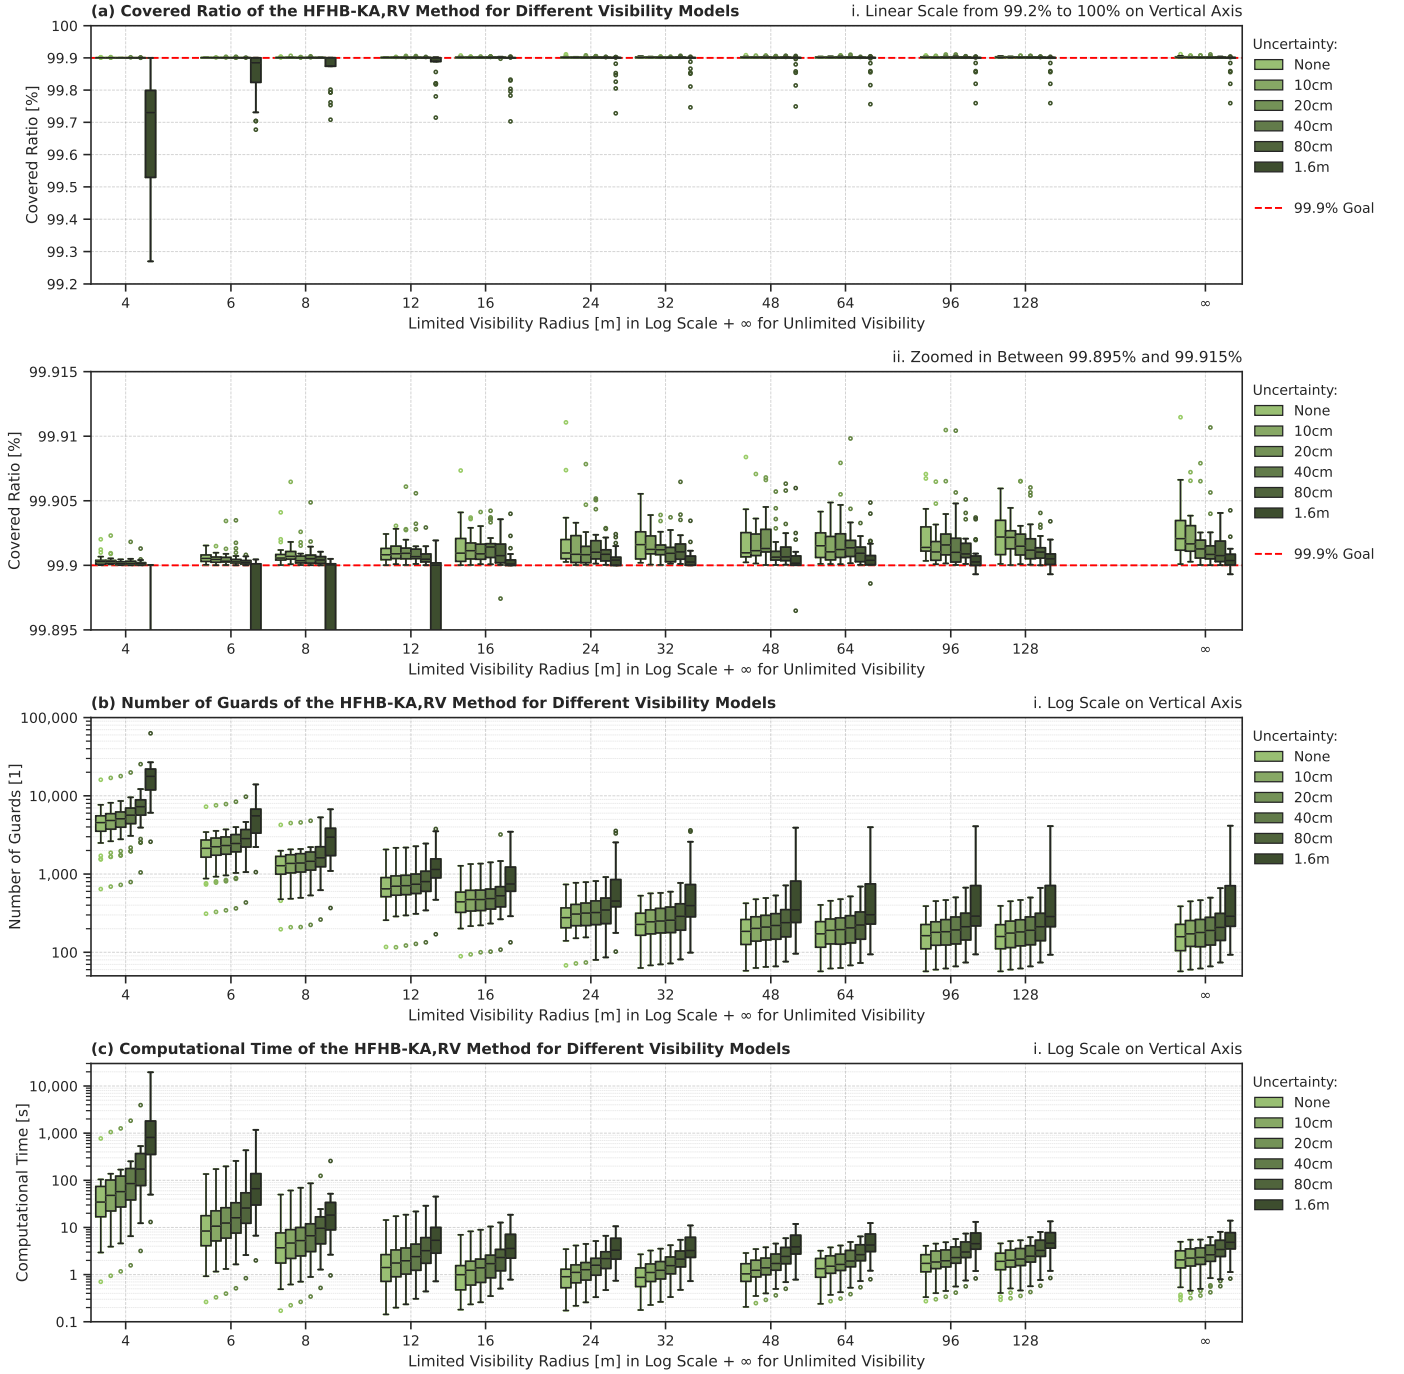 (a) Covered Ratio of the HFHB-KA,RV Method for Different Visibility Models
i. Linear Scale from 99.2% to 100% on Vertical Axis
Covered Ratio [%]
100
99.9
99.8
99.7
99.6
99.5
99.4
99.3
99.2
4 6 8 12 16 24 32 48 64 96 128 ∞
Limited Visibility Radius [m] in Log Scale + ∞ for Unlimited Visibility
Uncertainty:
None
10cm
20cm
40cm
80cm
1.6m
99.9% Goal
ii. Zoomed in Between 99.895% and 99.915%
Covered Ratio [%]
99.915
99.91
99.905
99.9
99.895
4 6 8 12 16 24 32 48 64 96 128 ∞
Limited Visibility Radius [m] in Log Scale + ∞ for Unlimited Visibility
Uncertainty:
None
10cm
20cm
40cm
80cm
1.6m
99.9% Goal
(b) Number of Guards of the HFHB-KA,RV Method for Different Visibility Models
i. Log Scale on Vertical Axis
Number of Guards [1]
100,000
10,000
1,000
100
4 6 8 12 16 24 32 48 64 96 128 ∞
Limited Visibility Radius [m] in Log Scale + ∞ for Unlimited Visibility
Uncertainty:
None
10cm
20cm
40cm
80cm
1.6m
(c) Computational Time of the HFHB-KA,RV Method for Different Visibility Models
i. Log Scale on Vertical Axis
Computational Time [s]
10,000
1,000
100
10
1
0.1
4 6 8 12 16 24 32 48 64 96 128 ∞
Limited Visibility Radius [m] in Log Scale + ∞ for Unlimited Visibility
Uncertainty:
None
10cm
20cm
40cm
80cm
1.6m